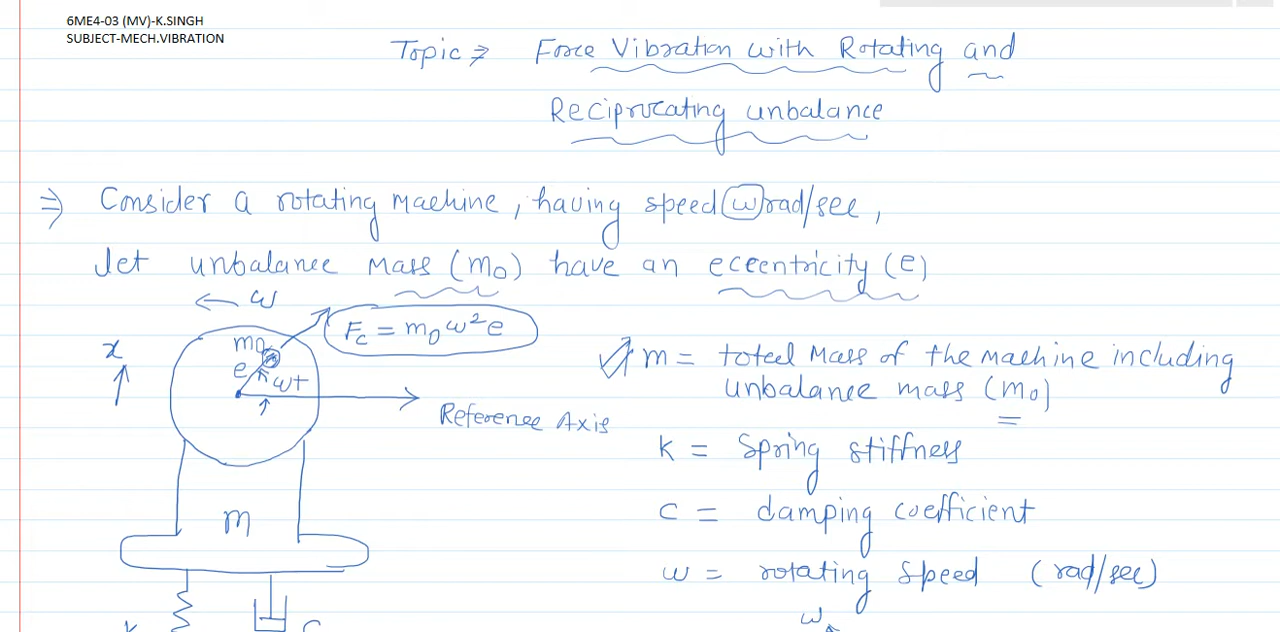 6ME4-03 (MV)-K.SINGH
SUBJECT-MECH.VIBRATION
Topic ⇒ Force Vibration with Rotating and
Reciprocating unbalance
⇒ Consider a rotating machine, having speed ω rad/sec,
Let unbalance mass (m₀) have an eccentricity (e)
← ω
Fc = m₀ω²e
m₀
x
e
ωt
Reference Axis
m = total mass of the machine including
unbalance mass (m₀)
K = Spring stiffness
m
C = damping coefficient
ω = rotating speed (rad/sec)
ω
K
C